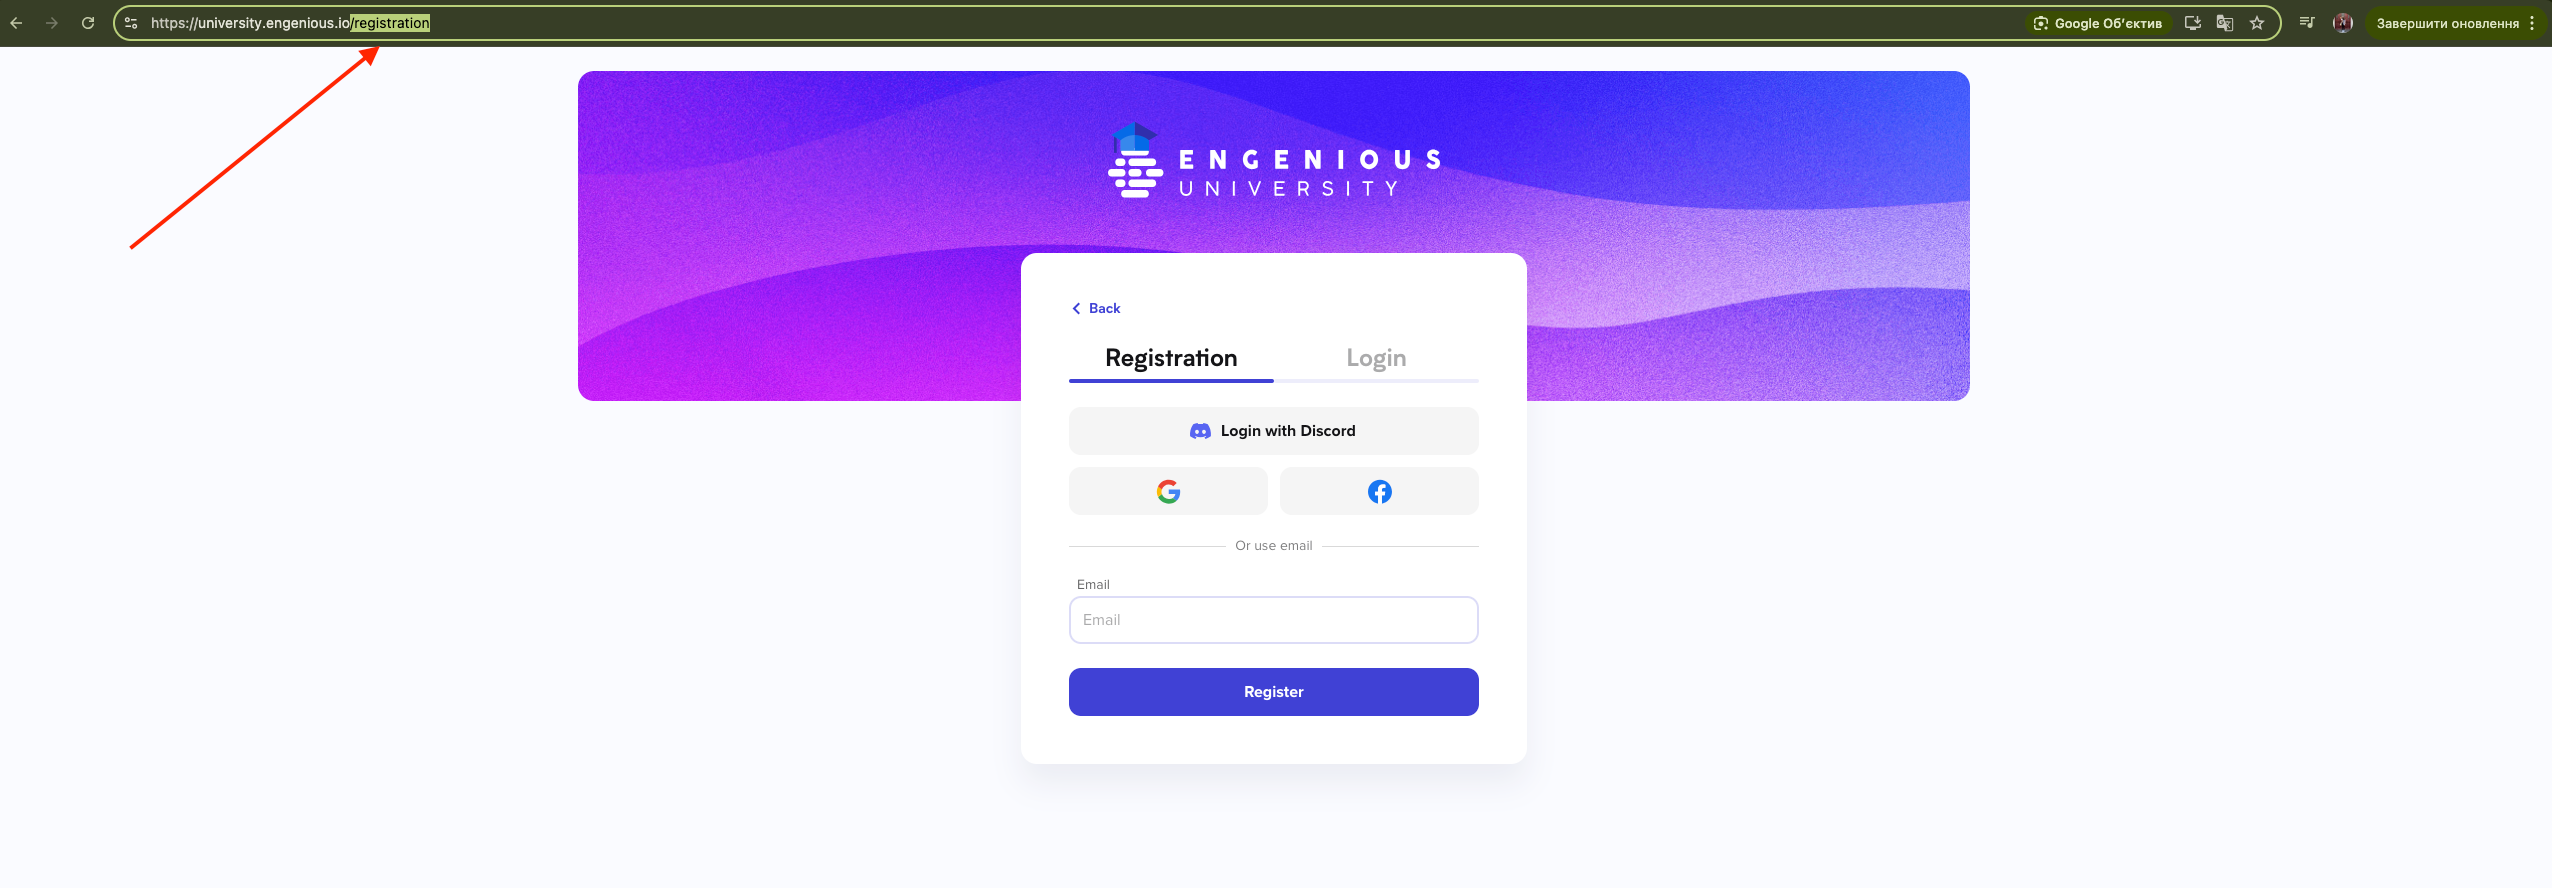 https://university.engenious.io/registration
Google Об'єктив
Завершити оновлення
ENGENIOUS
UNIVERSITY
Back
Registration
Login
Login with Discord
Or use email
Email
Email
Register